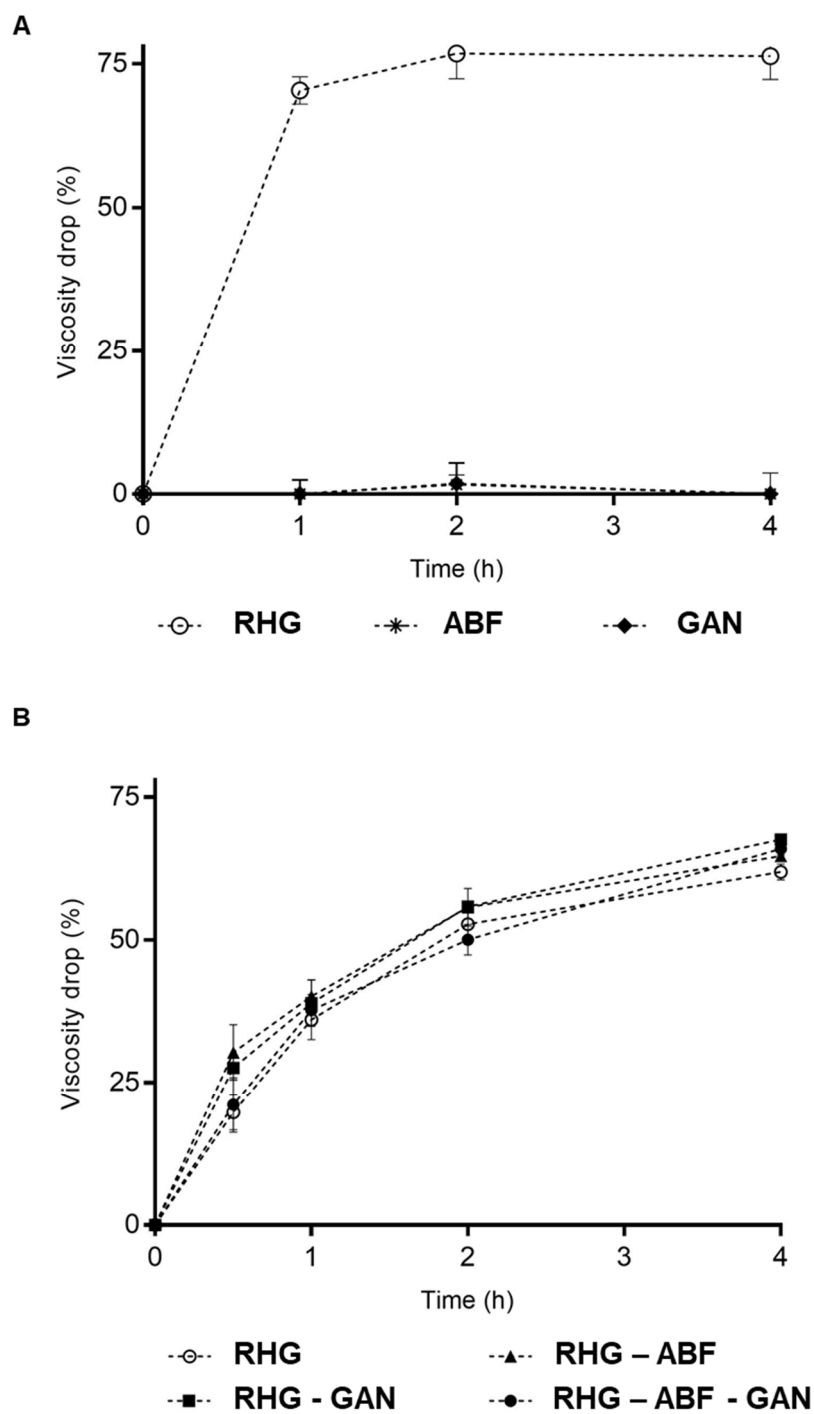 A
Viscosity drop (%)
75
50
25
0
0 1 2 3 4
Time (h)
RHG ABF GAN
B
Viscosity drop (%)
75
50
25
0
0 1 2 3 4
Time (h)
RHG RHG – ABF
RHG - GAN RHG – ABF - GAN